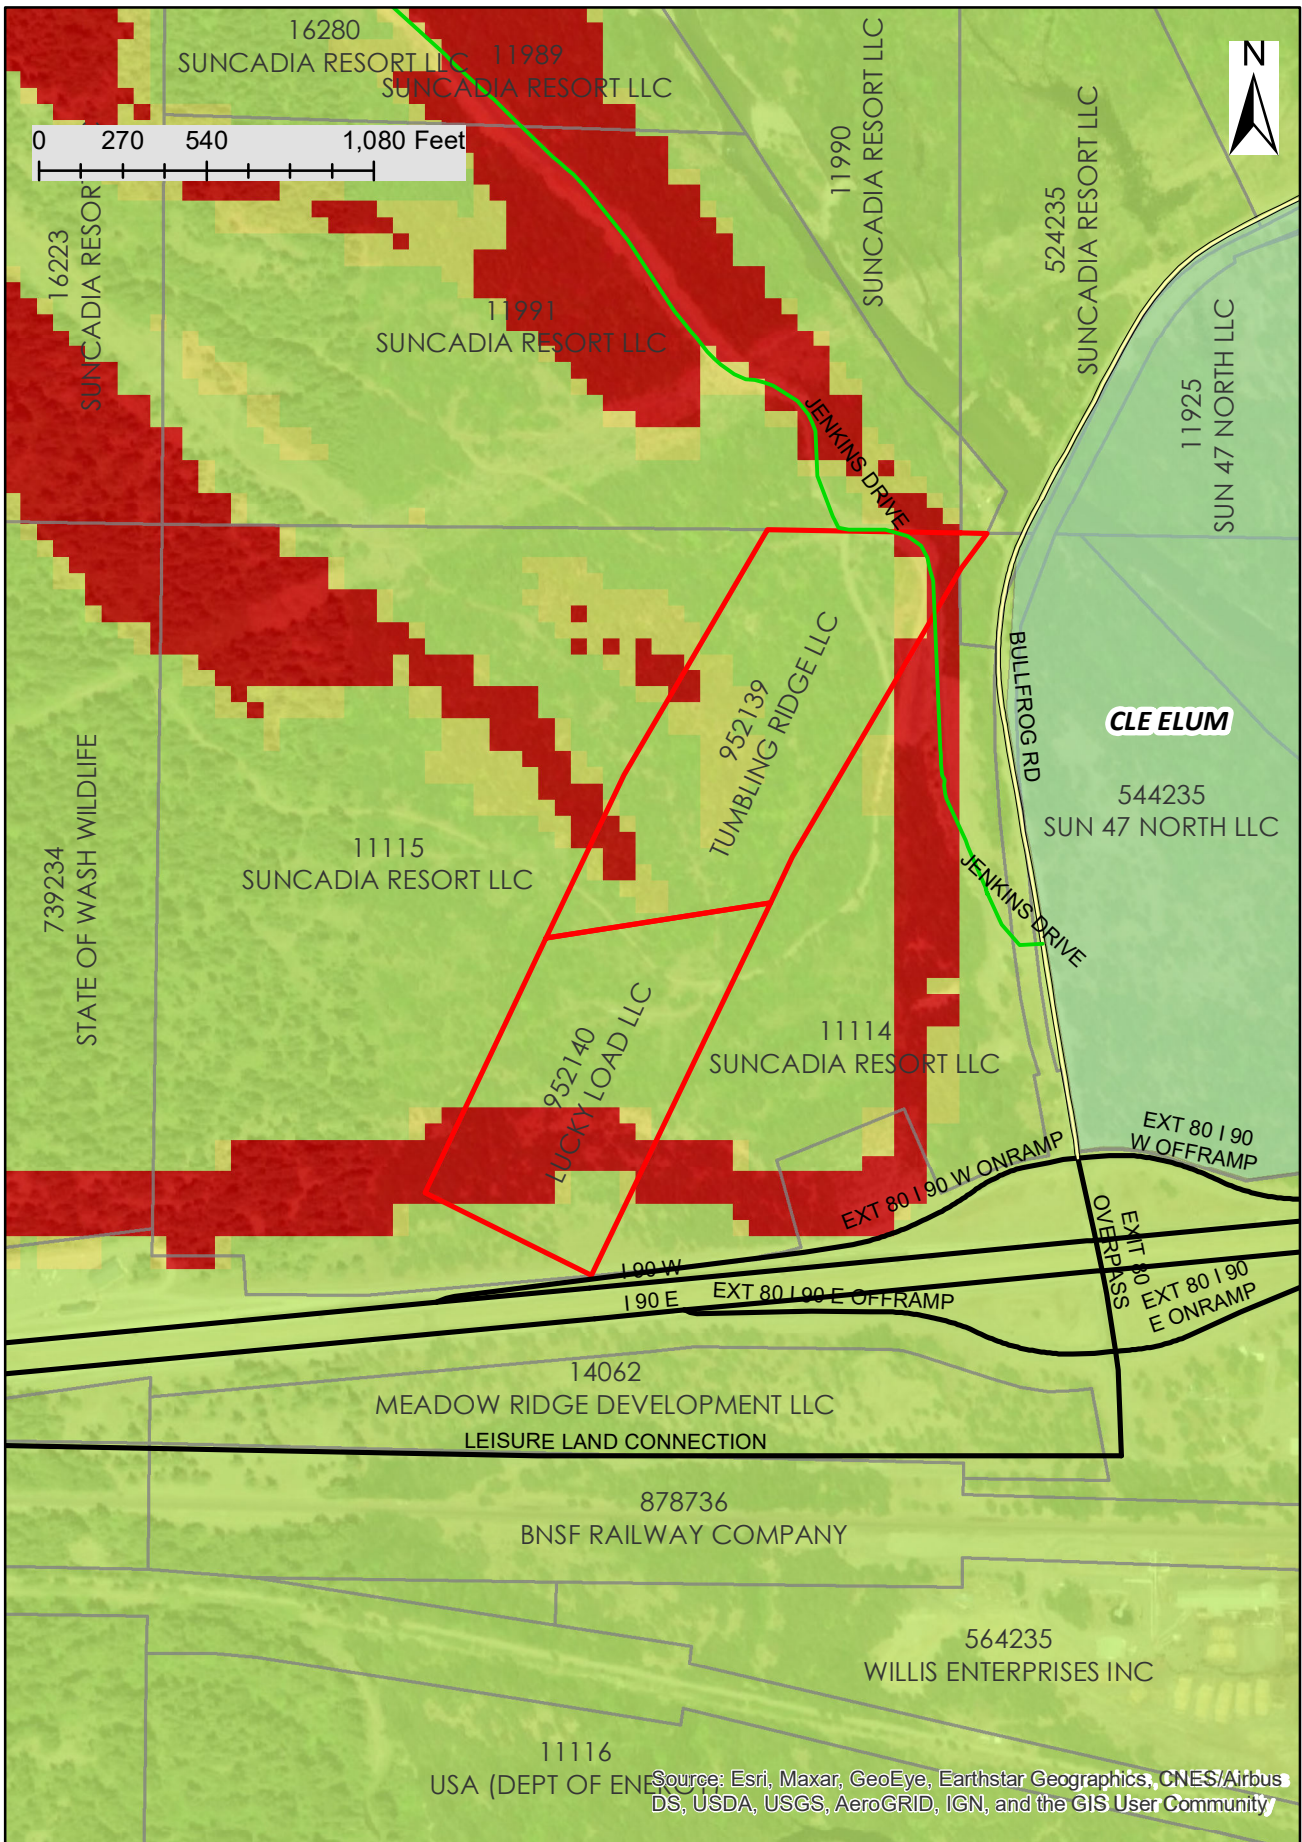 16280
SUNCADIA RESORT LLC
11989
SUNCADIA RESORT LLC
N
0 270 540 1,080 Feet
16223
SUNCADIA RESORT
11990
SUNCADIA RESORT LLC
524235
SUNCADIA RESORT LLC
11991
SUNCADIA RESORT LLC
11925
SUN 47 NORTH LLC
JENKINS DRIVE
BULLFROG RD
CLE ELUM
952139
TUMBLING RIDGE LLC
544235
SUN 47 NORTH LLC
739234
STATE OF WASH WILDLIFE
11115
SUNCADIA RESORT LLC
JENKINS DRIVE
952140
LUCKY LOAD LLC
11114
SUNCADIA RESORT LLC
EXT 80 I 90 W ONRAMP
EXT 80 I 90
W OFFRAMP
EXIT 80
OVERPASS
I 90 W
I 90 E
EXT 80 I 90 E OFFRAMP
EXT 80 I 90
E ONRAMP
14062
MEADOW RIDGE DEVELOPMENT LLC
LEISURE LAND CONNECTION
878736
BNSF RAILWAY COMPANY
564235
WILLIS ENTERPRISES INC
11116
USA (DEPT OF ENERGY)
Source: Esri, Maxar, GeoEye, Earthstar Geographics, CNES/Airbus
DS, USDA, USGS, AeroGRID, IGN, and the GIS User Community